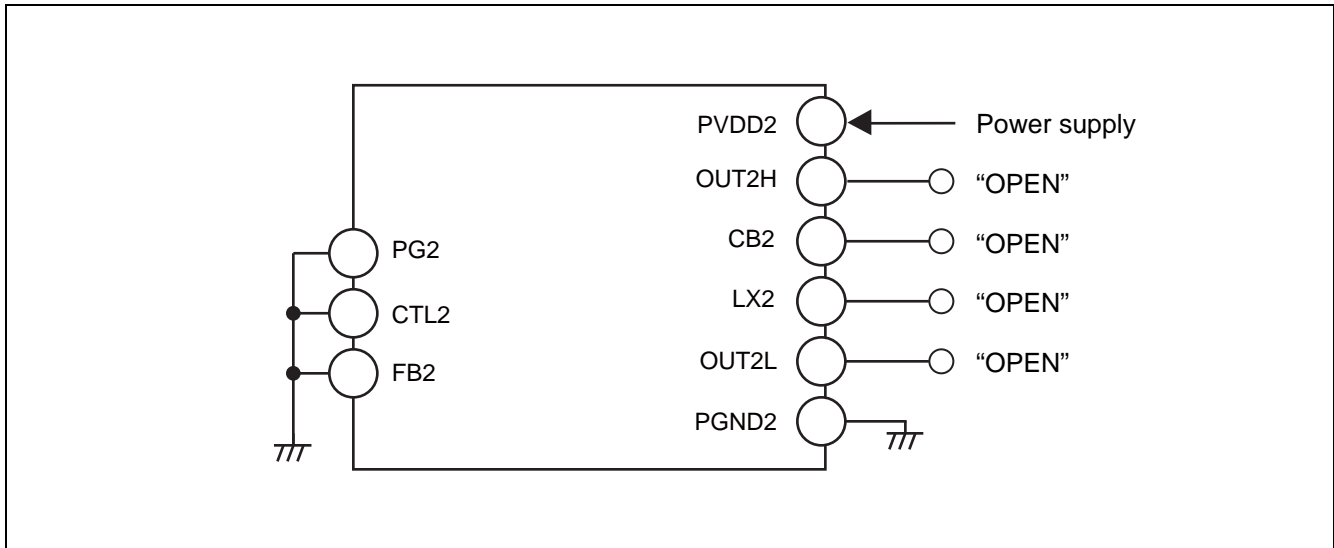 PVDD2 Power supply
OUT2H “OPEN”
PG2 CB2 “OPEN”
CTL2 LX2 “OPEN”
FB2 OUT2L “OPEN”
PGND2